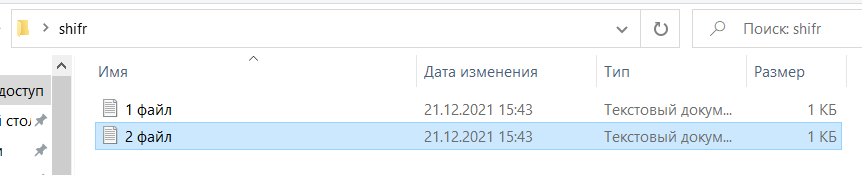 shifr
Поиск: shifr
Имя Дата изменения Тип Размер
доступ
1 файл 21.12.2021 15:43 Текстовый докум... 1 КБ
й стол
2 файл 21.12.2021 15:43 Текстовый докум... 1 КБ
и